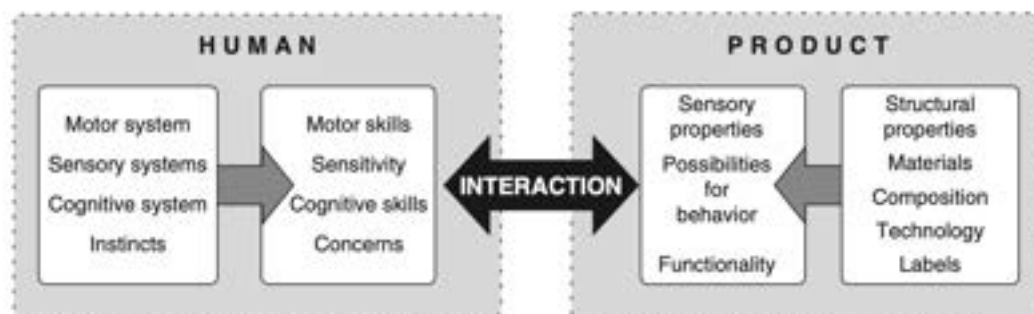 HUMAN
Motor system
Sensory systems
Cognitive system
Instincts
Motor skills
Sensitivity
Cognitive skills
Concerns
INTERACTION
PRODUCT
Sensory
properties
Possibilities
for
behavior
Functionality
Structural
properties
Materials
Composition
Technology
Labels